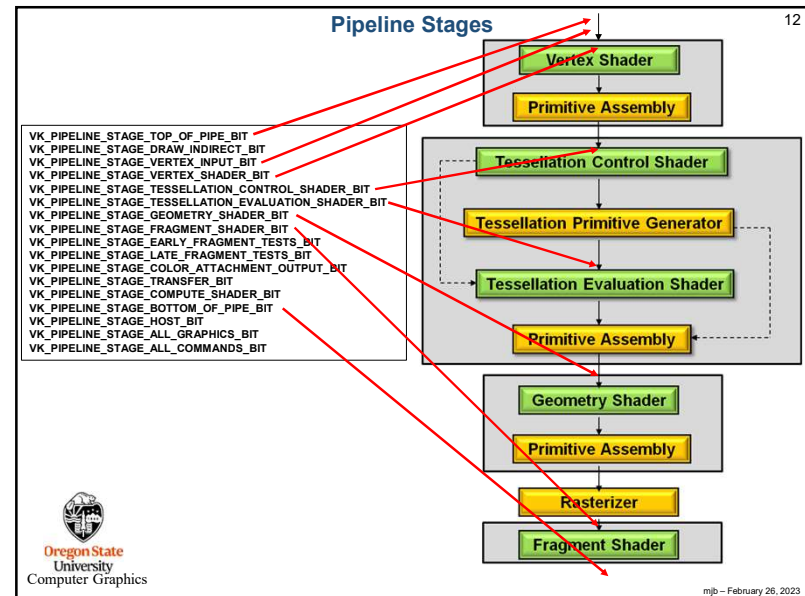 Pipeline Stages
12
VK_PIPELINE_STAGE_TOP_OF_PIPE_BIT
VK_PIPELINE_STAGE_DRAW_INDIRECT_BIT
VK_PIPELINE_STAGE_VERTEX_INPUT_BIT
VK_PIPELINE_STAGE_VERTEX_SHADER_BIT
VK_PIPELINE_STAGE_TESSELLATION_CONTROL_SHADER_BIT
VK_PIPELINE_STAGE_TESSELLATION_EVALUATION_SHADER_BIT
VK_PIPELINE_STAGE_GEOMETRY_SHADER_BIT
VK_PIPELINE_STAGE_FRAGMENT_SHADER_BIT
VK_PIPELINE_STAGE_EARLY_FRAGMENT_TESTS_BIT
VK_PIPELINE_STAGE_LATE_FRAGMENT_TESTS_BIT
VK_PIPELINE_STAGE_COLOR_ATTACHMENT_OUTPUT_BIT
VK_PIPELINE_STAGE_TRANSFER_BIT
VK_PIPELINE_STAGE_COMPUTE_SHADER_BIT
VK_PIPELINE_STAGE_BOTTOM_OF_PIPE_BIT
VK_PIPELINE_STAGE_HOST_BIT
VK_PIPELINE_STAGE_ALL_GRAPHICS_BIT
VK_PIPELINE_STAGE_ALL_COMMANDS_BIT
Vertex Shader
Primitive Assembly
Tessellation Control Shader
Tessellation Primitive Generator
Tessellation Evaluation Shader
Primitive Assembly
Geometry Shader
Primitive Assembly
Rasterizer
Fragment Shader
Oregon State
University
Computer Graphics
mjb – February 26, 2023